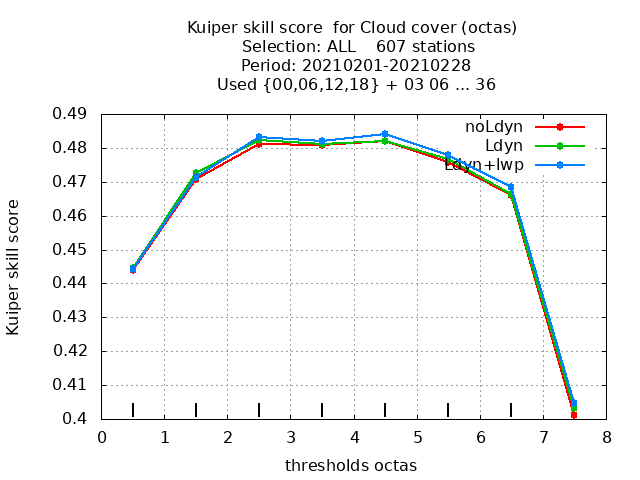 Kuiper skill score  for Cloud cover (octas)
Selection: ALL    607 stations
Period: 20210201-20210228
Used {00,06,12,18} + 03 06 ... 36
noLdyn
Ldyn
Ldyn+lwp
Kuiper skill score
0.49
0.48
0.47
0.46
0.45
0.44
0.43
0.42
0.41
0.4
0 1 2 3 4 5 6 7 8
thresholds octas